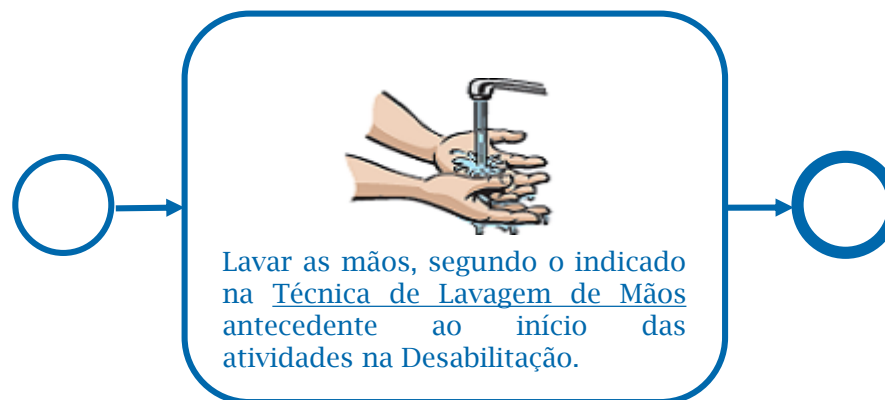 Lavar as mãos, segundo o indicado
na Técnica de Lavagem de Mãos
antecedente ao início das
atividades na Desabilitação.